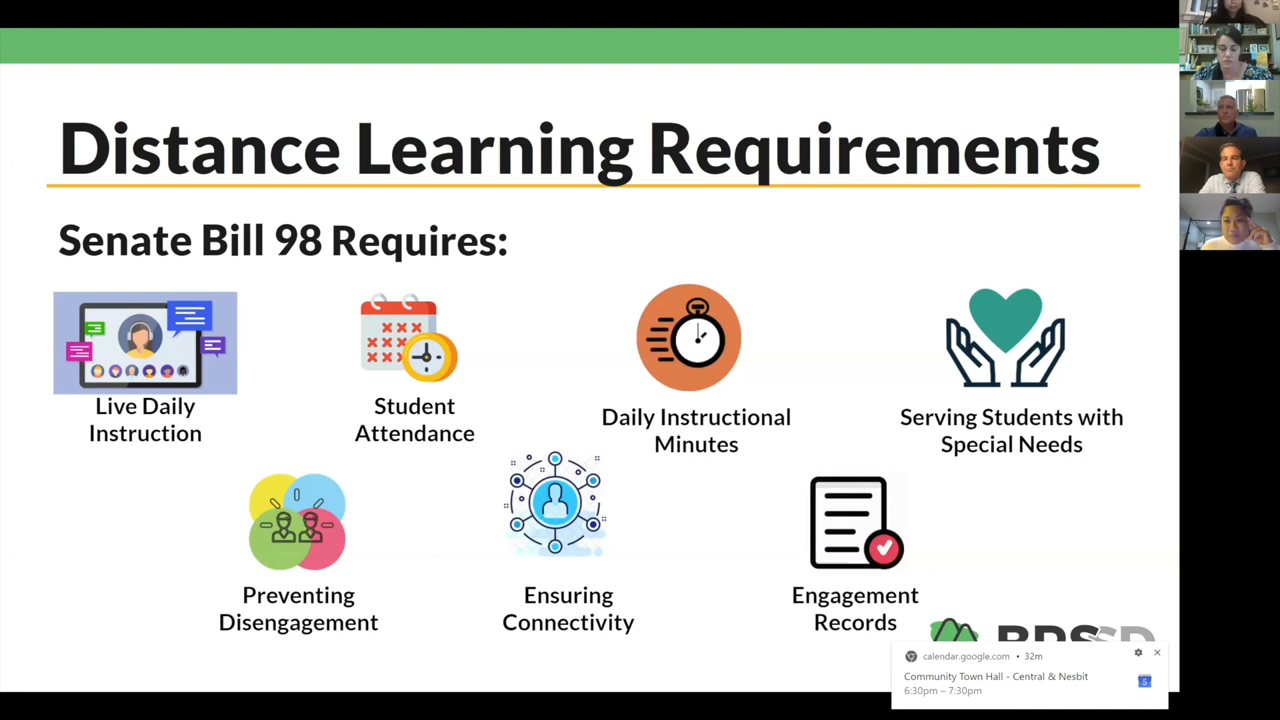 Distance Learning Requirements
Senate Bill 98 Requires:
Live Daily
Instruction
Student
Attendance
Daily Instructional
Minutes
Serving Students with
Special Needs
Preventing
Disengagement
Ensuring
Connectivity
Engagement
Records
calendar.google.com • 32m
Community Town Hall - Central & Nesbit
6:30pm – 7:30pm
5